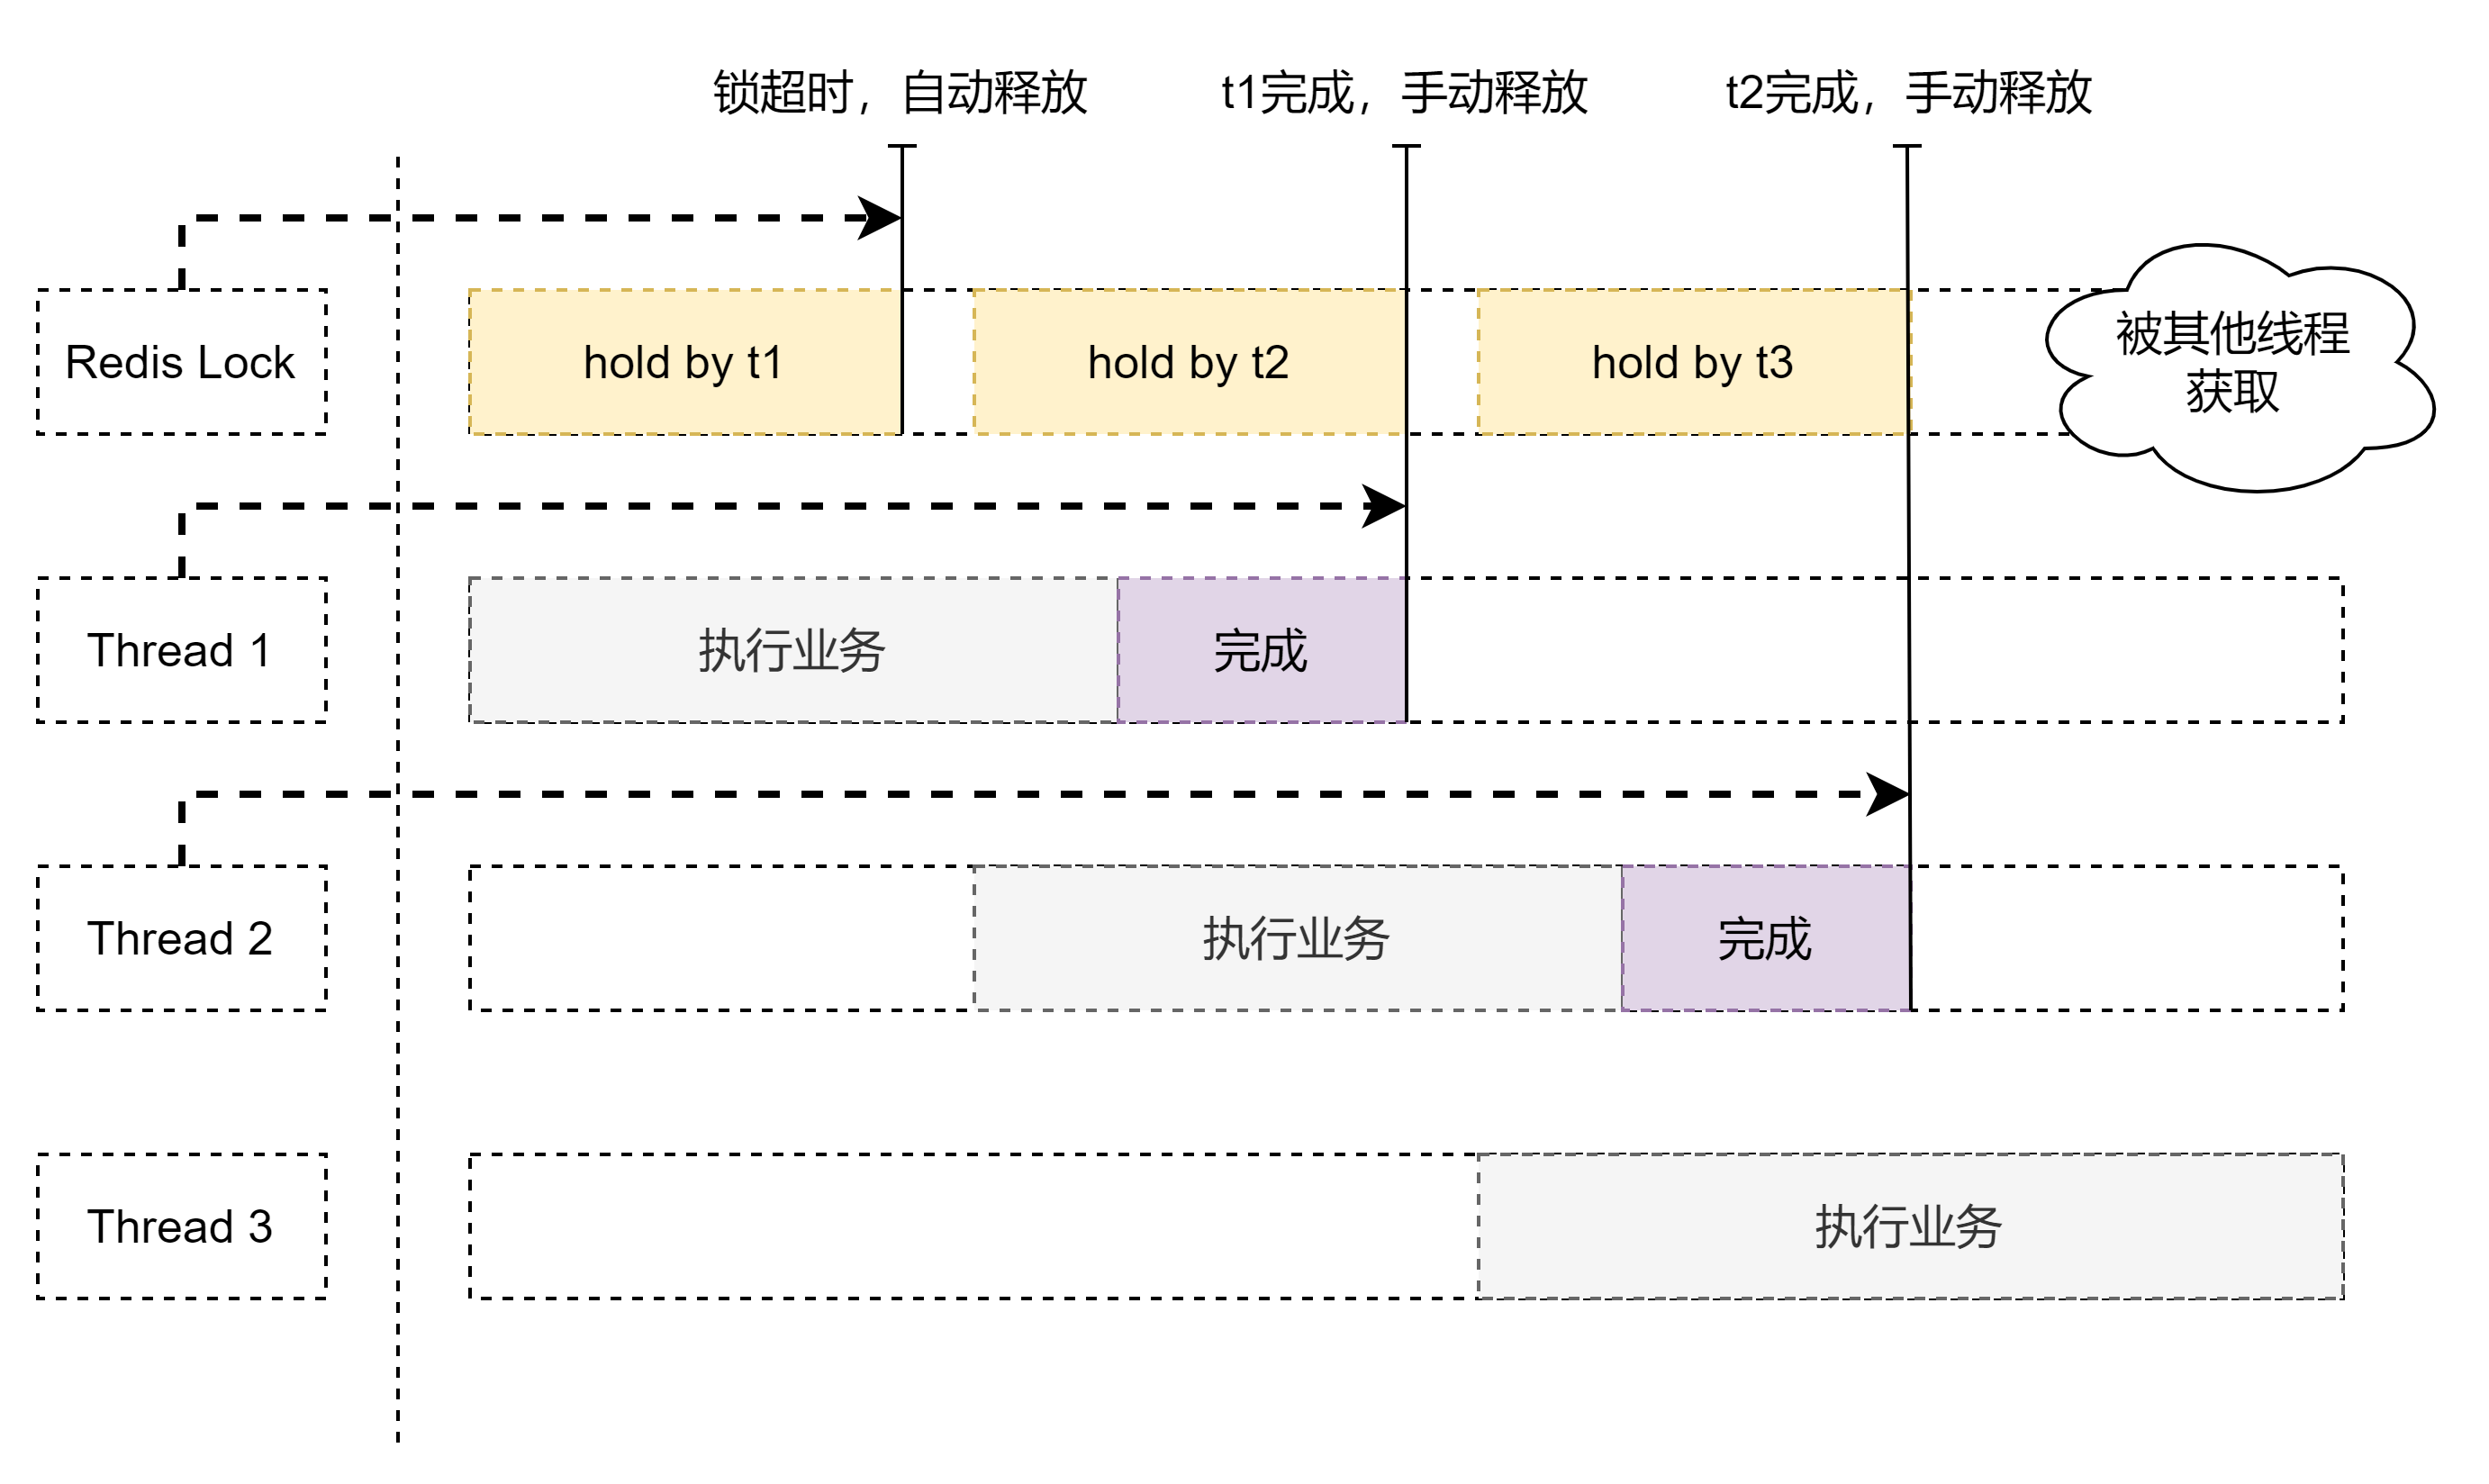 锁超时，自动释放
t1完成，手动释放
t2完成，手动释放
Redis Lock
hold by t1
hold by t2
hold by t3
被其他线程
获取
Thread 1
执行业务
完成
Thread 2
执行业务
完成
Thread 3
执行业务